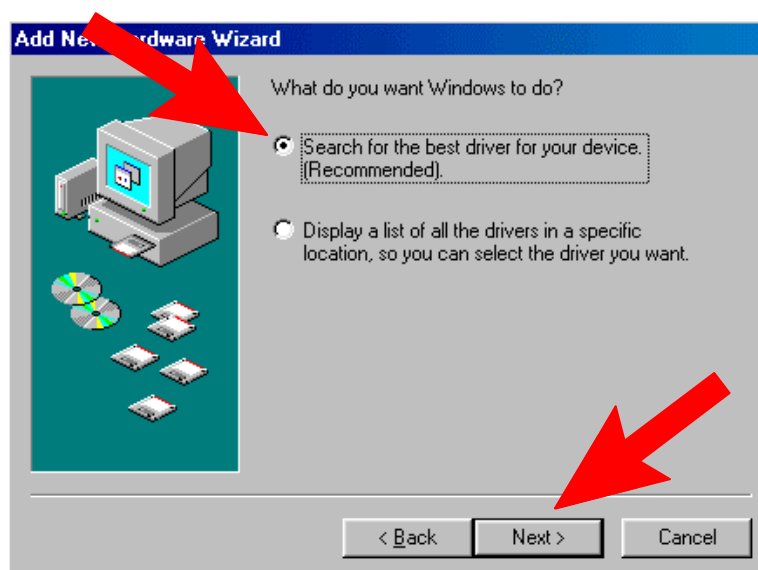 Add New Hardware Wizard
What do you want Windows to do?
Search for the best driver for your device.
(Recommended).
Display a list of all the drivers in a specific
location, so you can select the driver you want.
< Back
Next >
Cancel